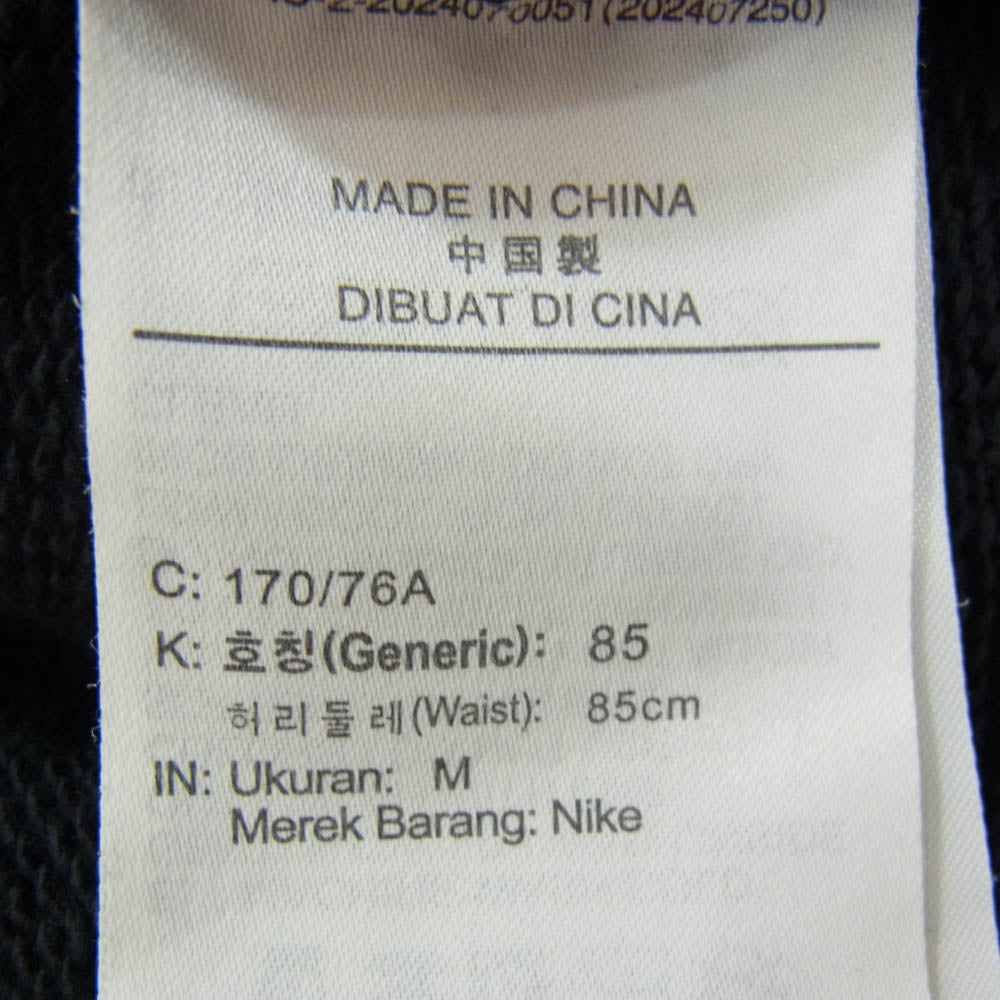 (202407250)
MADE IN CHINA
中国製
DIBUAT DI CINA
C: 170/76A
K: 호칭(Generic): 85
허리둘레(Waist): 85cm
IN: Ukuran: M
Merek Barang: Nike